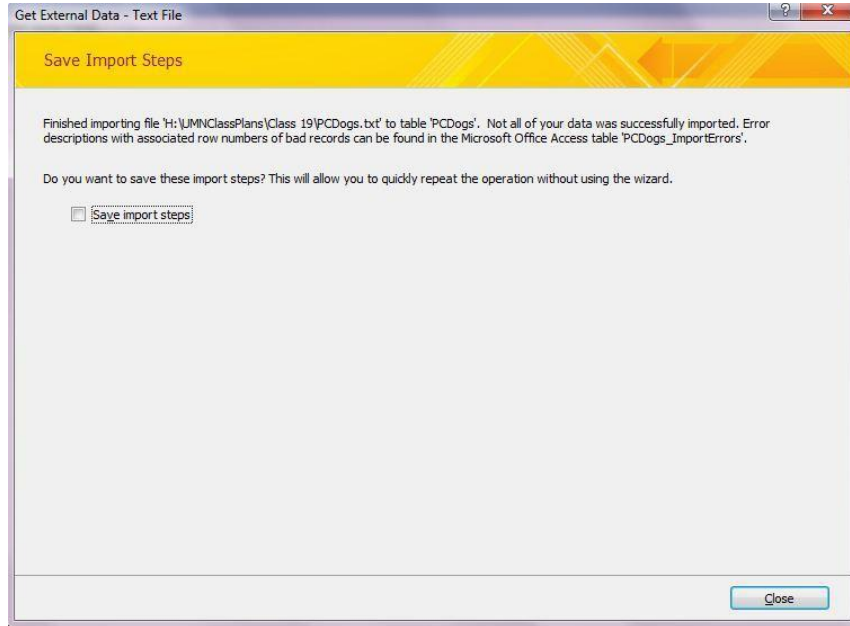 Get External Data - Text File
?
X
Save Import Steps
Finished importing file 'H:\UMNClassPlans\Class 19\PCDogs.txt' to table 'PCDogs'.  Not all of your data was successfully imported. Error
descriptions with associated row numbers of bad records can be found in the Microsoft Office Access table 'PCDogs_ImportErrors'.
Do you want to save these import steps? This will allow you to quickly repeat the operation without using the wizard.
Save import steps
Close